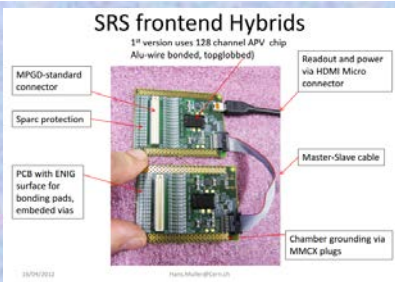 SRS frontend Hybrids
1st version uses 128 channel APV chip
Alu-wire bonded, topglobbed)
MPGD-standard
connector
Sparc protection
PCB with ENIG
surface for
bonding pads,
embeded vias
Readout and power
via HDMI Micro
connector
Master-Slave cable
Chamber grounding via
MMCX plugs
Hans.Muller@Cern.ch